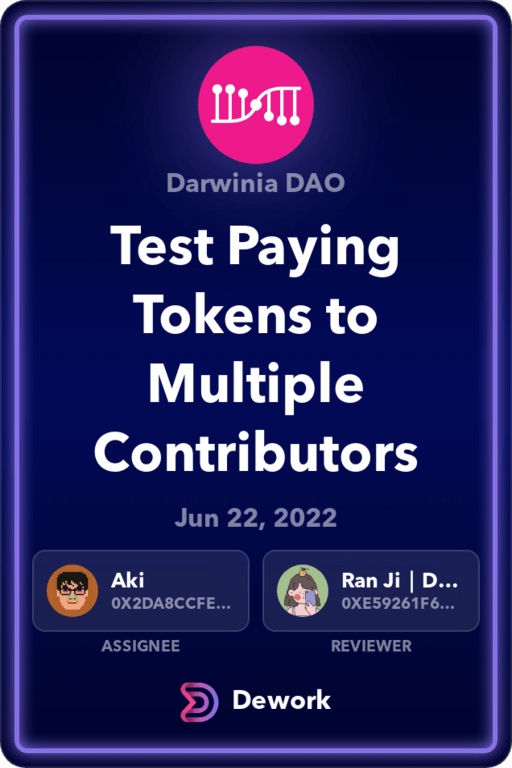 Darwinia DAO
Test Paying
Tokens to
Multiple
Contributors
Jun 22, 2022
Aki
0X2DA8CCFE...
ASSIGNEE
Ran Ji | D...
0XE59261F6...
REVIEWER
Dework